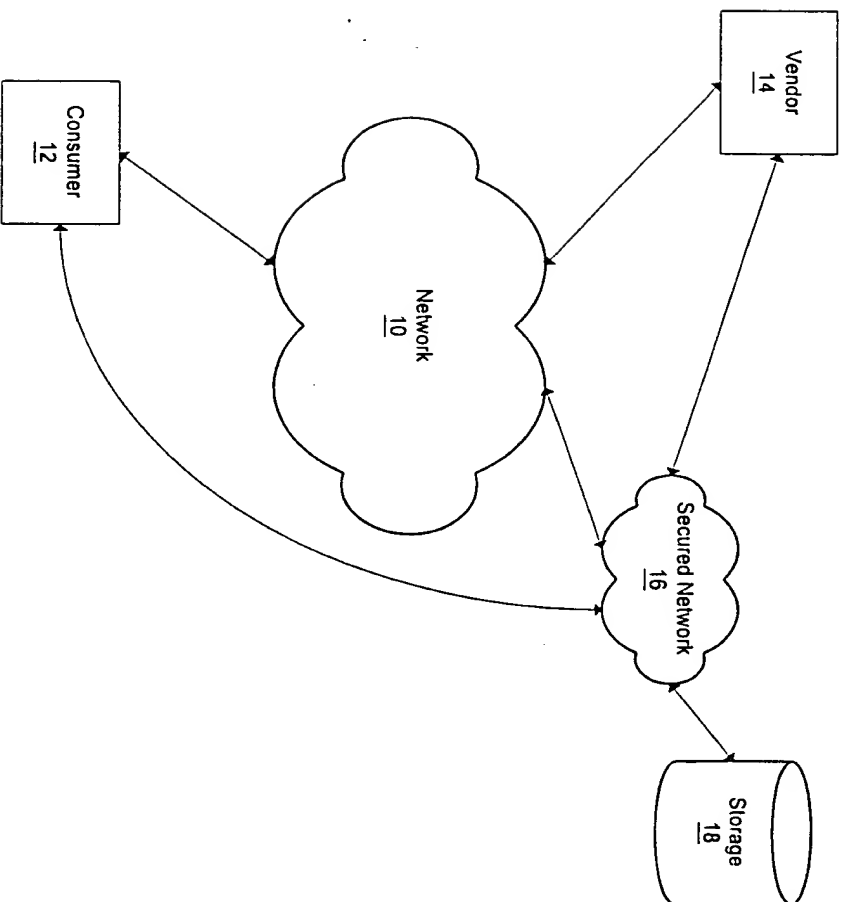 Vendor
14
Secured Network
16
Storage
18
Network
10
Consumer
12